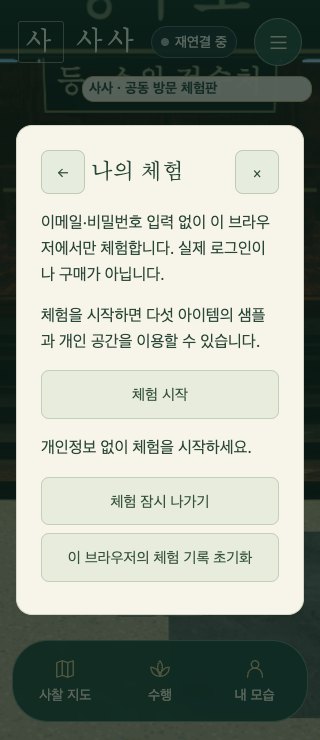 사 사사 재연결 중
사사 · 공동 방문 체험판
← 나의 체험 ×
이메일·비밀번호 입력 없이 이 브라우
저에서만 체험합니다. 실제 로그인이
나 구매가 아닙니다.
체험을 시작하면 다섯 아이템의 샘플
과 개인 공간을 이용할 수 있습니다.
체험 시작
개인정보 없이 체험을 시작하세요.
체험 잠시 나가기
이 브라우저의 체험 기록 초기화
사찰 지도 수행 내 모습